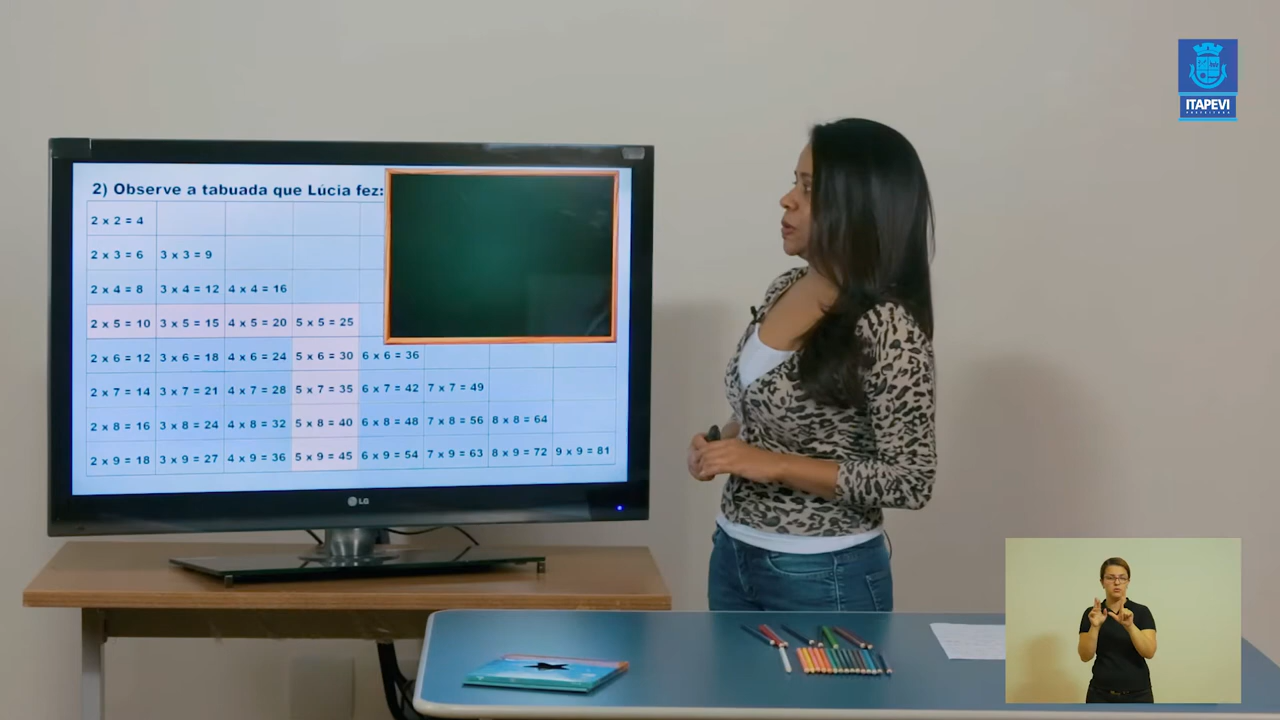 ITAPEVI
PREFEITURA
2) Observe a tabuada que Lúcia fez:
2 x 2 = 4
2 x 3 = 6 3 x 3 = 9
2 x 4 = 8 3 x 4 = 12 4 x 4 = 16
2 x 5 = 10 3 x 5 = 15 4 x 5 = 20 5 x 5 = 25
2 x 6 = 12 3 x 6 = 18 4 x 6 = 24 5 x 6 = 30 6 x 6 = 36
2 x 7 = 14 3 x 7 = 21 4 x 7 = 28 5 x 7 = 35 6 x 7 = 42 7 x 7 = 49
2 x 8 = 16 3 x 8 = 24 4 x 8 = 32 5 x 8 = 40 6 x 8 = 48 7 x 8 = 56 8 x 8 = 64
2 x 9 = 18 3 x 9 = 27 4 x 9 = 36 5 x 9 = 45 6 x 9 = 54 7 x 9 = 63 8 x 9 = 72 9 x 9 = 81
LG